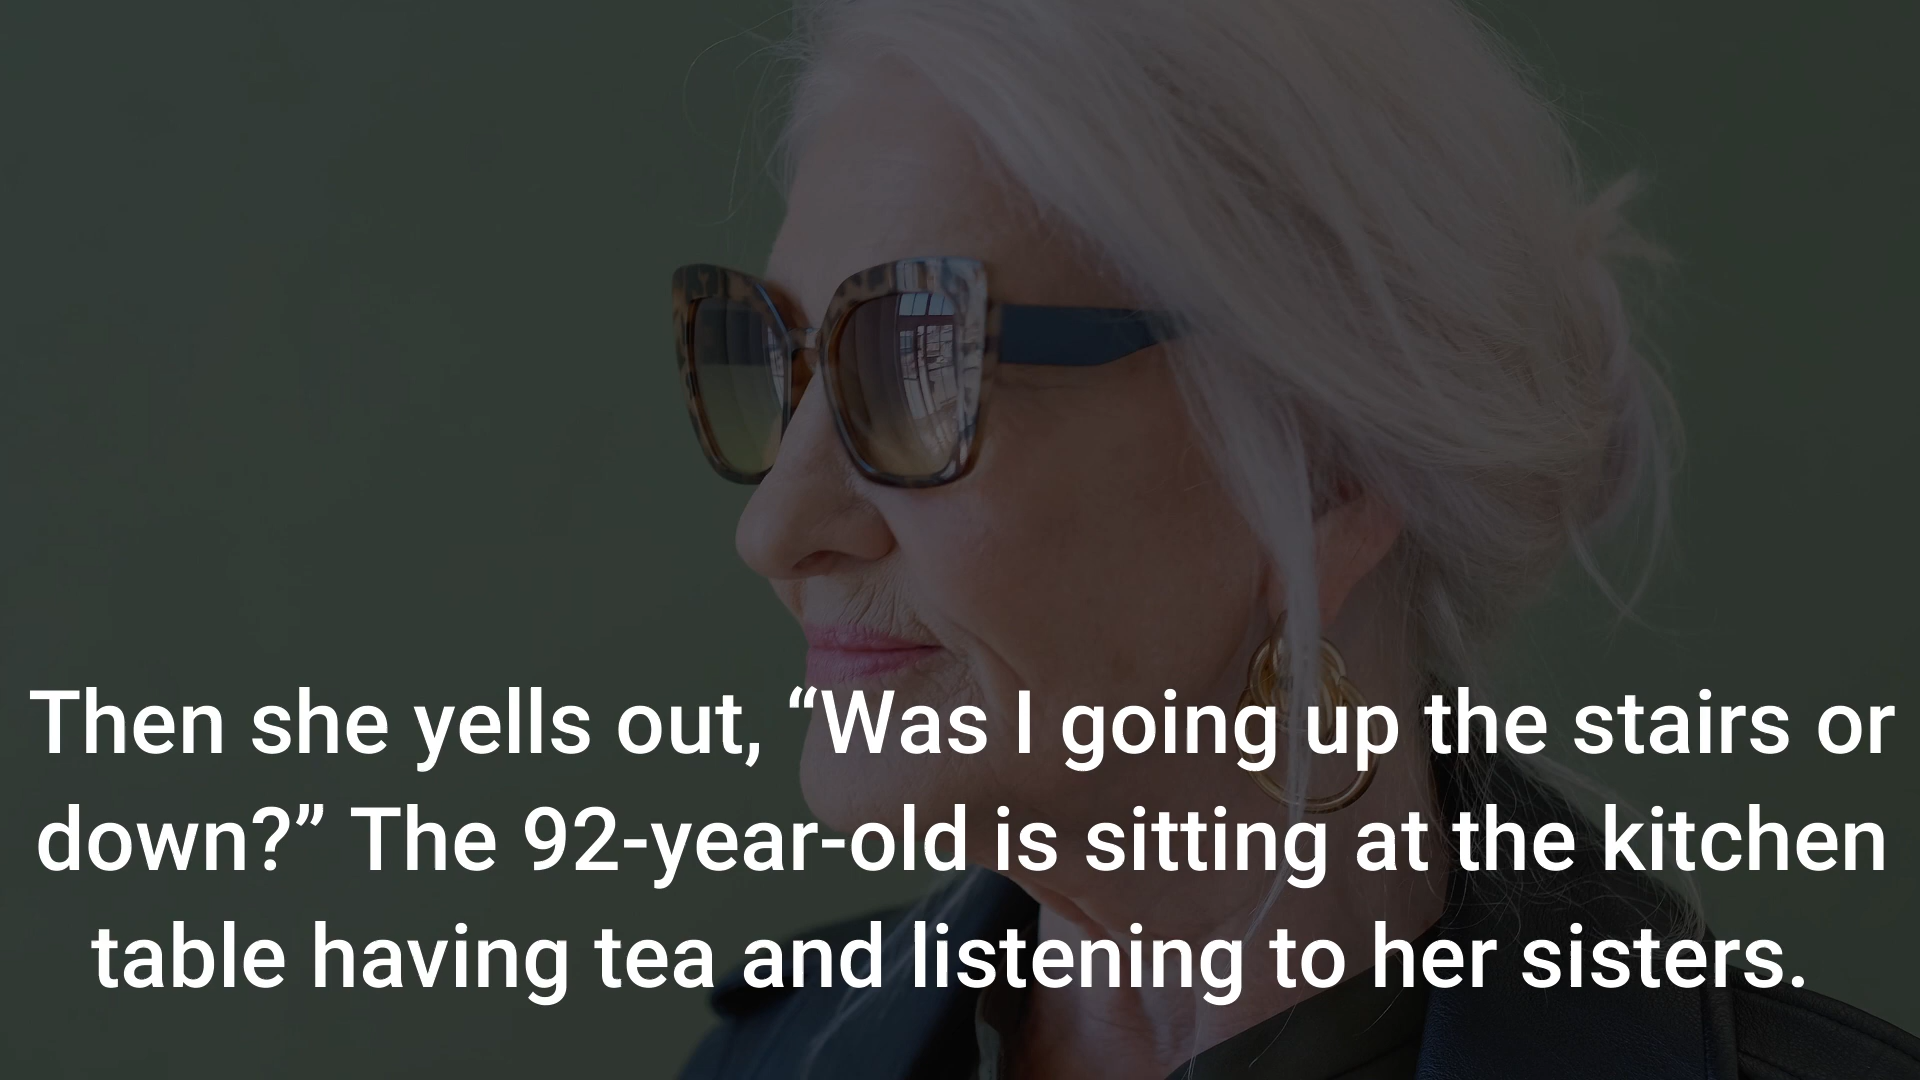 Then she yells out, “Was I going up the stairs or
down?” The 92-year-old is sitting at the kitchen
table having tea and listening to her sisters.